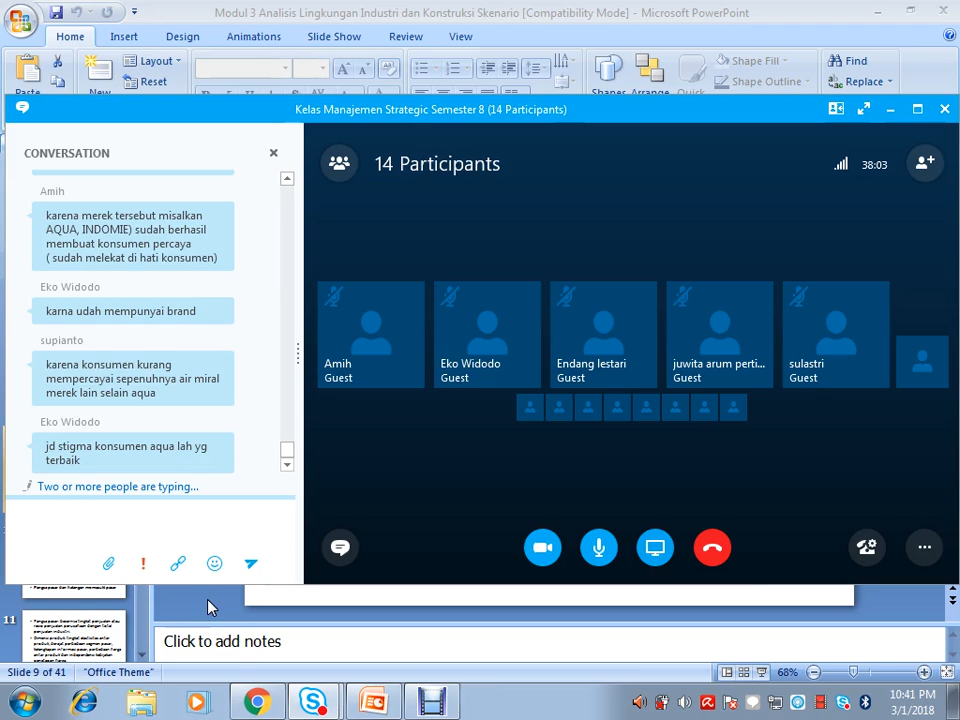 Modul 3 Analisis Lingkungan Industri dan Konstruksi Skenario [Compatibility Mode] - Microsoft PowerPoint
Home Insert Design Animations Slide Show Review View
Paste New Layout Reset Shapes Arrange Quick Shape Fill Shape Outline Find Replace
Kelas Manajemen Strategic Semester 8 (14 Participants)
CONVERSATION
Amih
karena merek tersebut misalkan
AQUA, INDOMIE) sudah berhasil
membuat konsumen percaya
( sudah melekat di hati konsumen)
Eko Widodo
karna udah mempunyai brand
supianto
karena konsumen kurang
mempercayai sepenuhnya air miral
merek lain selain aqua
Eko Widodo
jd stigma konsumen aqua lah yg
terbaik
Two or more people are typing...
14 Participants
38:03
Amih
Guest
Eko Widodo
Guest
Endang lestari
Guest
juwita arum perti...
Guest
sulastri
Guest
11
Click to add notes
Slide 9 of 41 "Office Theme" 68%
10:41 PM
3/1/2018